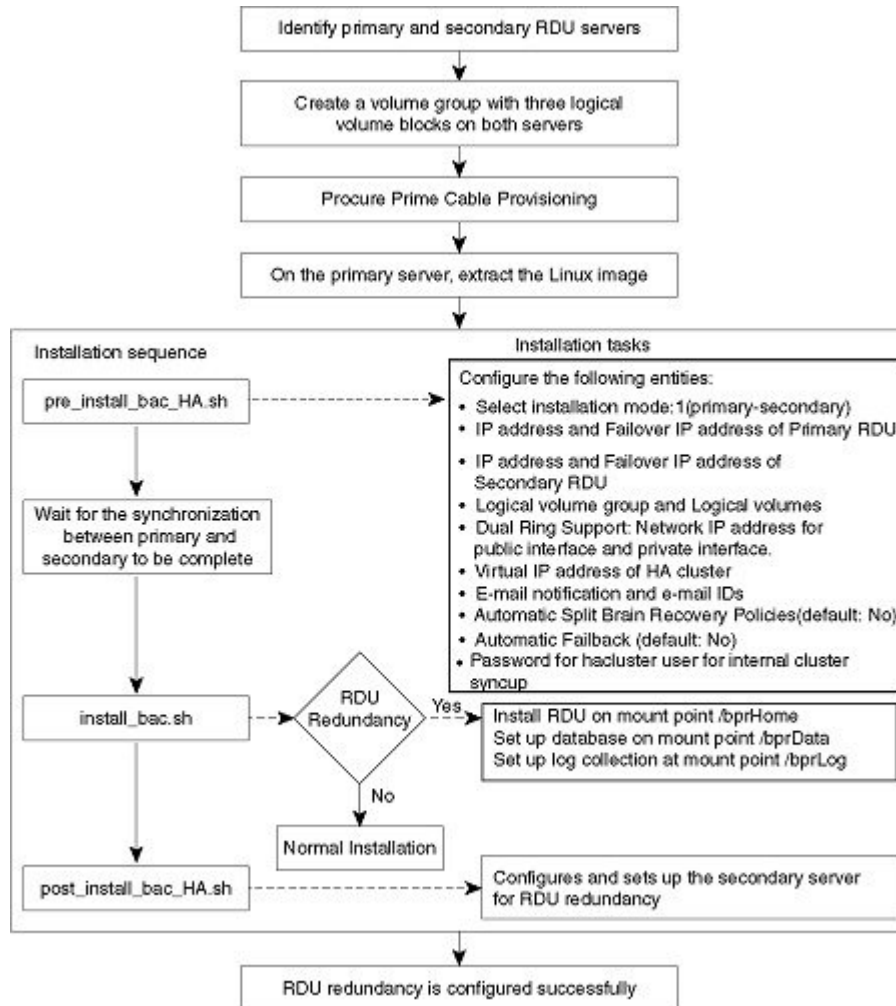 Identify primary and secondary RDU servers
Create a volume group with three logical
volume blocks on both servers
Procure Prime Cable Provisioning
On the primary server, extract the Linux image
Installation sequence
Installation tasks
pre_install_bac_HA.sh
Configure the following entities:
• Select installation mode:1(primary-secondary)
• IP address and Failover IP address of Primary RDU
• IP address and Failover IP address of
Secondary RDU
• Logical volume group and Logical volumes
• Dual Ring Support: Network IP address for
public interface and private interface.
• Virtual IP address of HA cluster
• E-mail notification and e-mail IDs
• Automatic Split Brain Recovery Policies(default: No)
• Automatic Failback (default: No)
• Password for hacluster user for internal cluster
syncup
Wait for the synchronization
between primary and
secondary to be complete
install_bac.sh
RDU
Redundancy
Yes
Install RDU on mount point /bprHome
Set up database on mount point /bprData
Set up log collection at mount point /bprLog
No
Normal Installation
post_install_bac_HA.sh
Configures and sets up the secondary server
for RDU redundancy
RDU redundancy is configured successfully